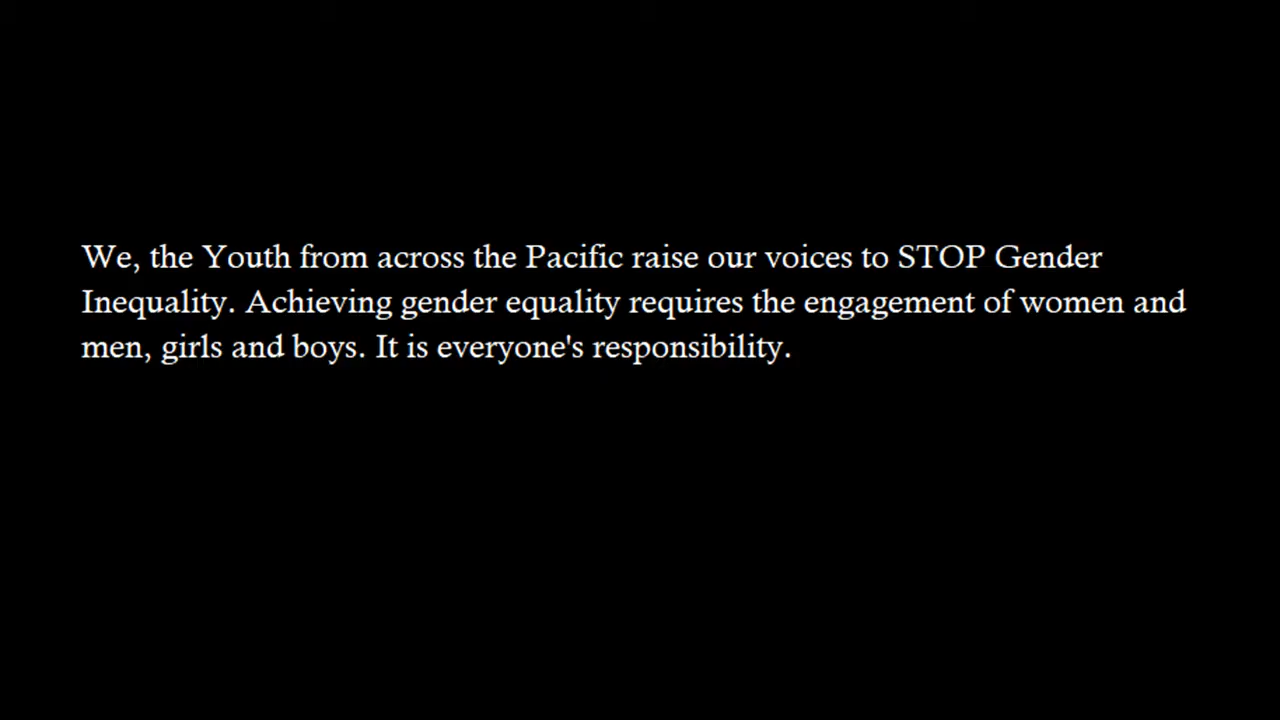 We, the Youth from across the Pacific raise our voices to STOP Gender
Inequality. Achieving gender equality requires the engagement of women and
men, girls and boys. It is everyone's responsibility.